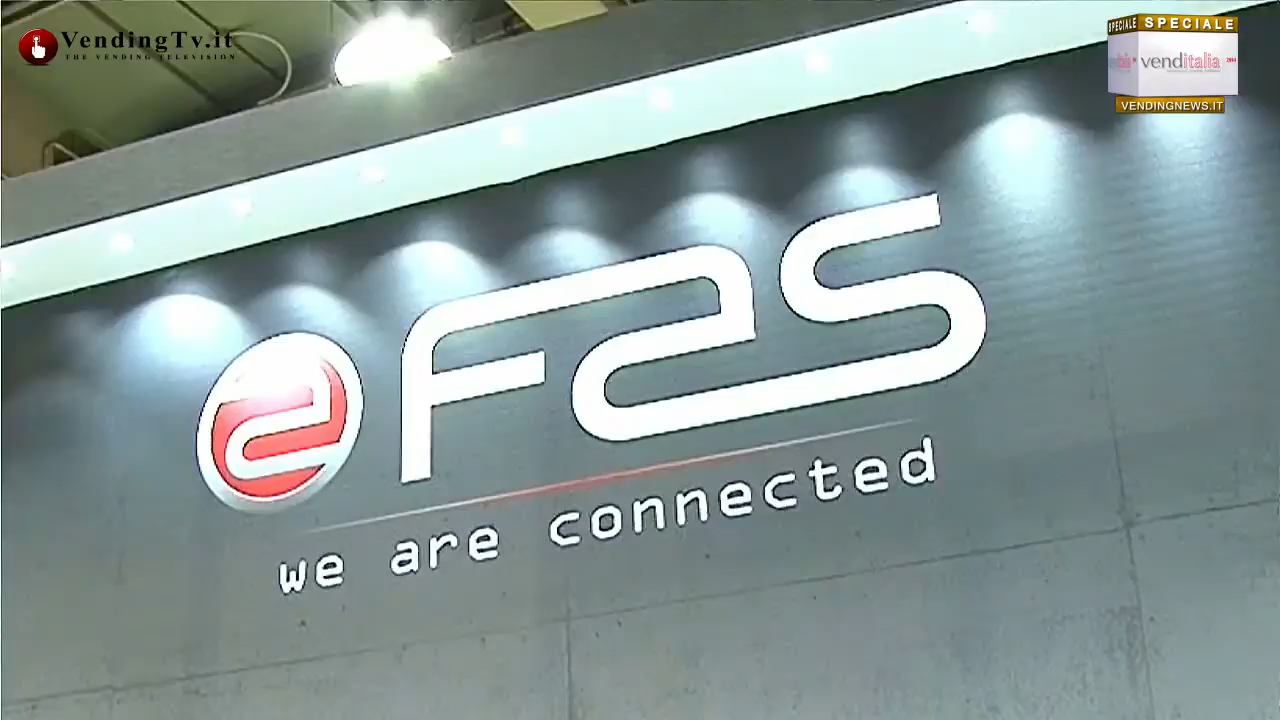 VendingTv.it
THE VENDING TELEVISION
SPECIALE SPECIALE
venditalia
VENDINGNEWS.IT
FAS
we are connected